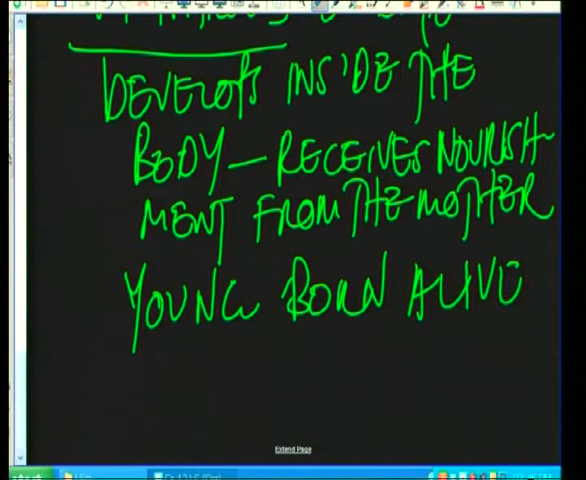 DEVELOPS INSIDE THE
BODY — RECEIVES NOURISH-
MENT FROM THE MOTHER
YOUNG BORN ALIVE
Extend Page